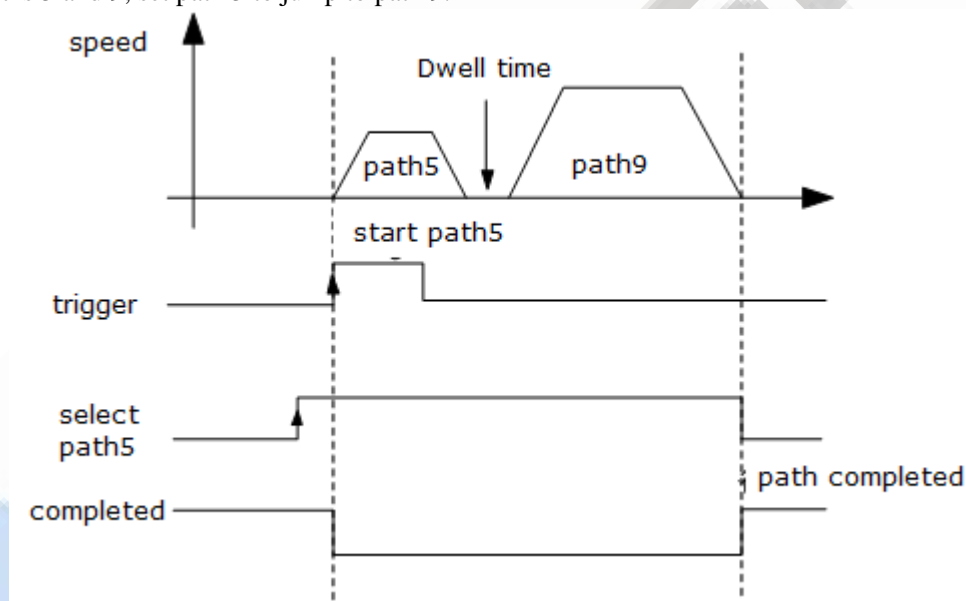 speed
Dwell time
path5
path9
start path5
trigger
select
path5
path completed
completed